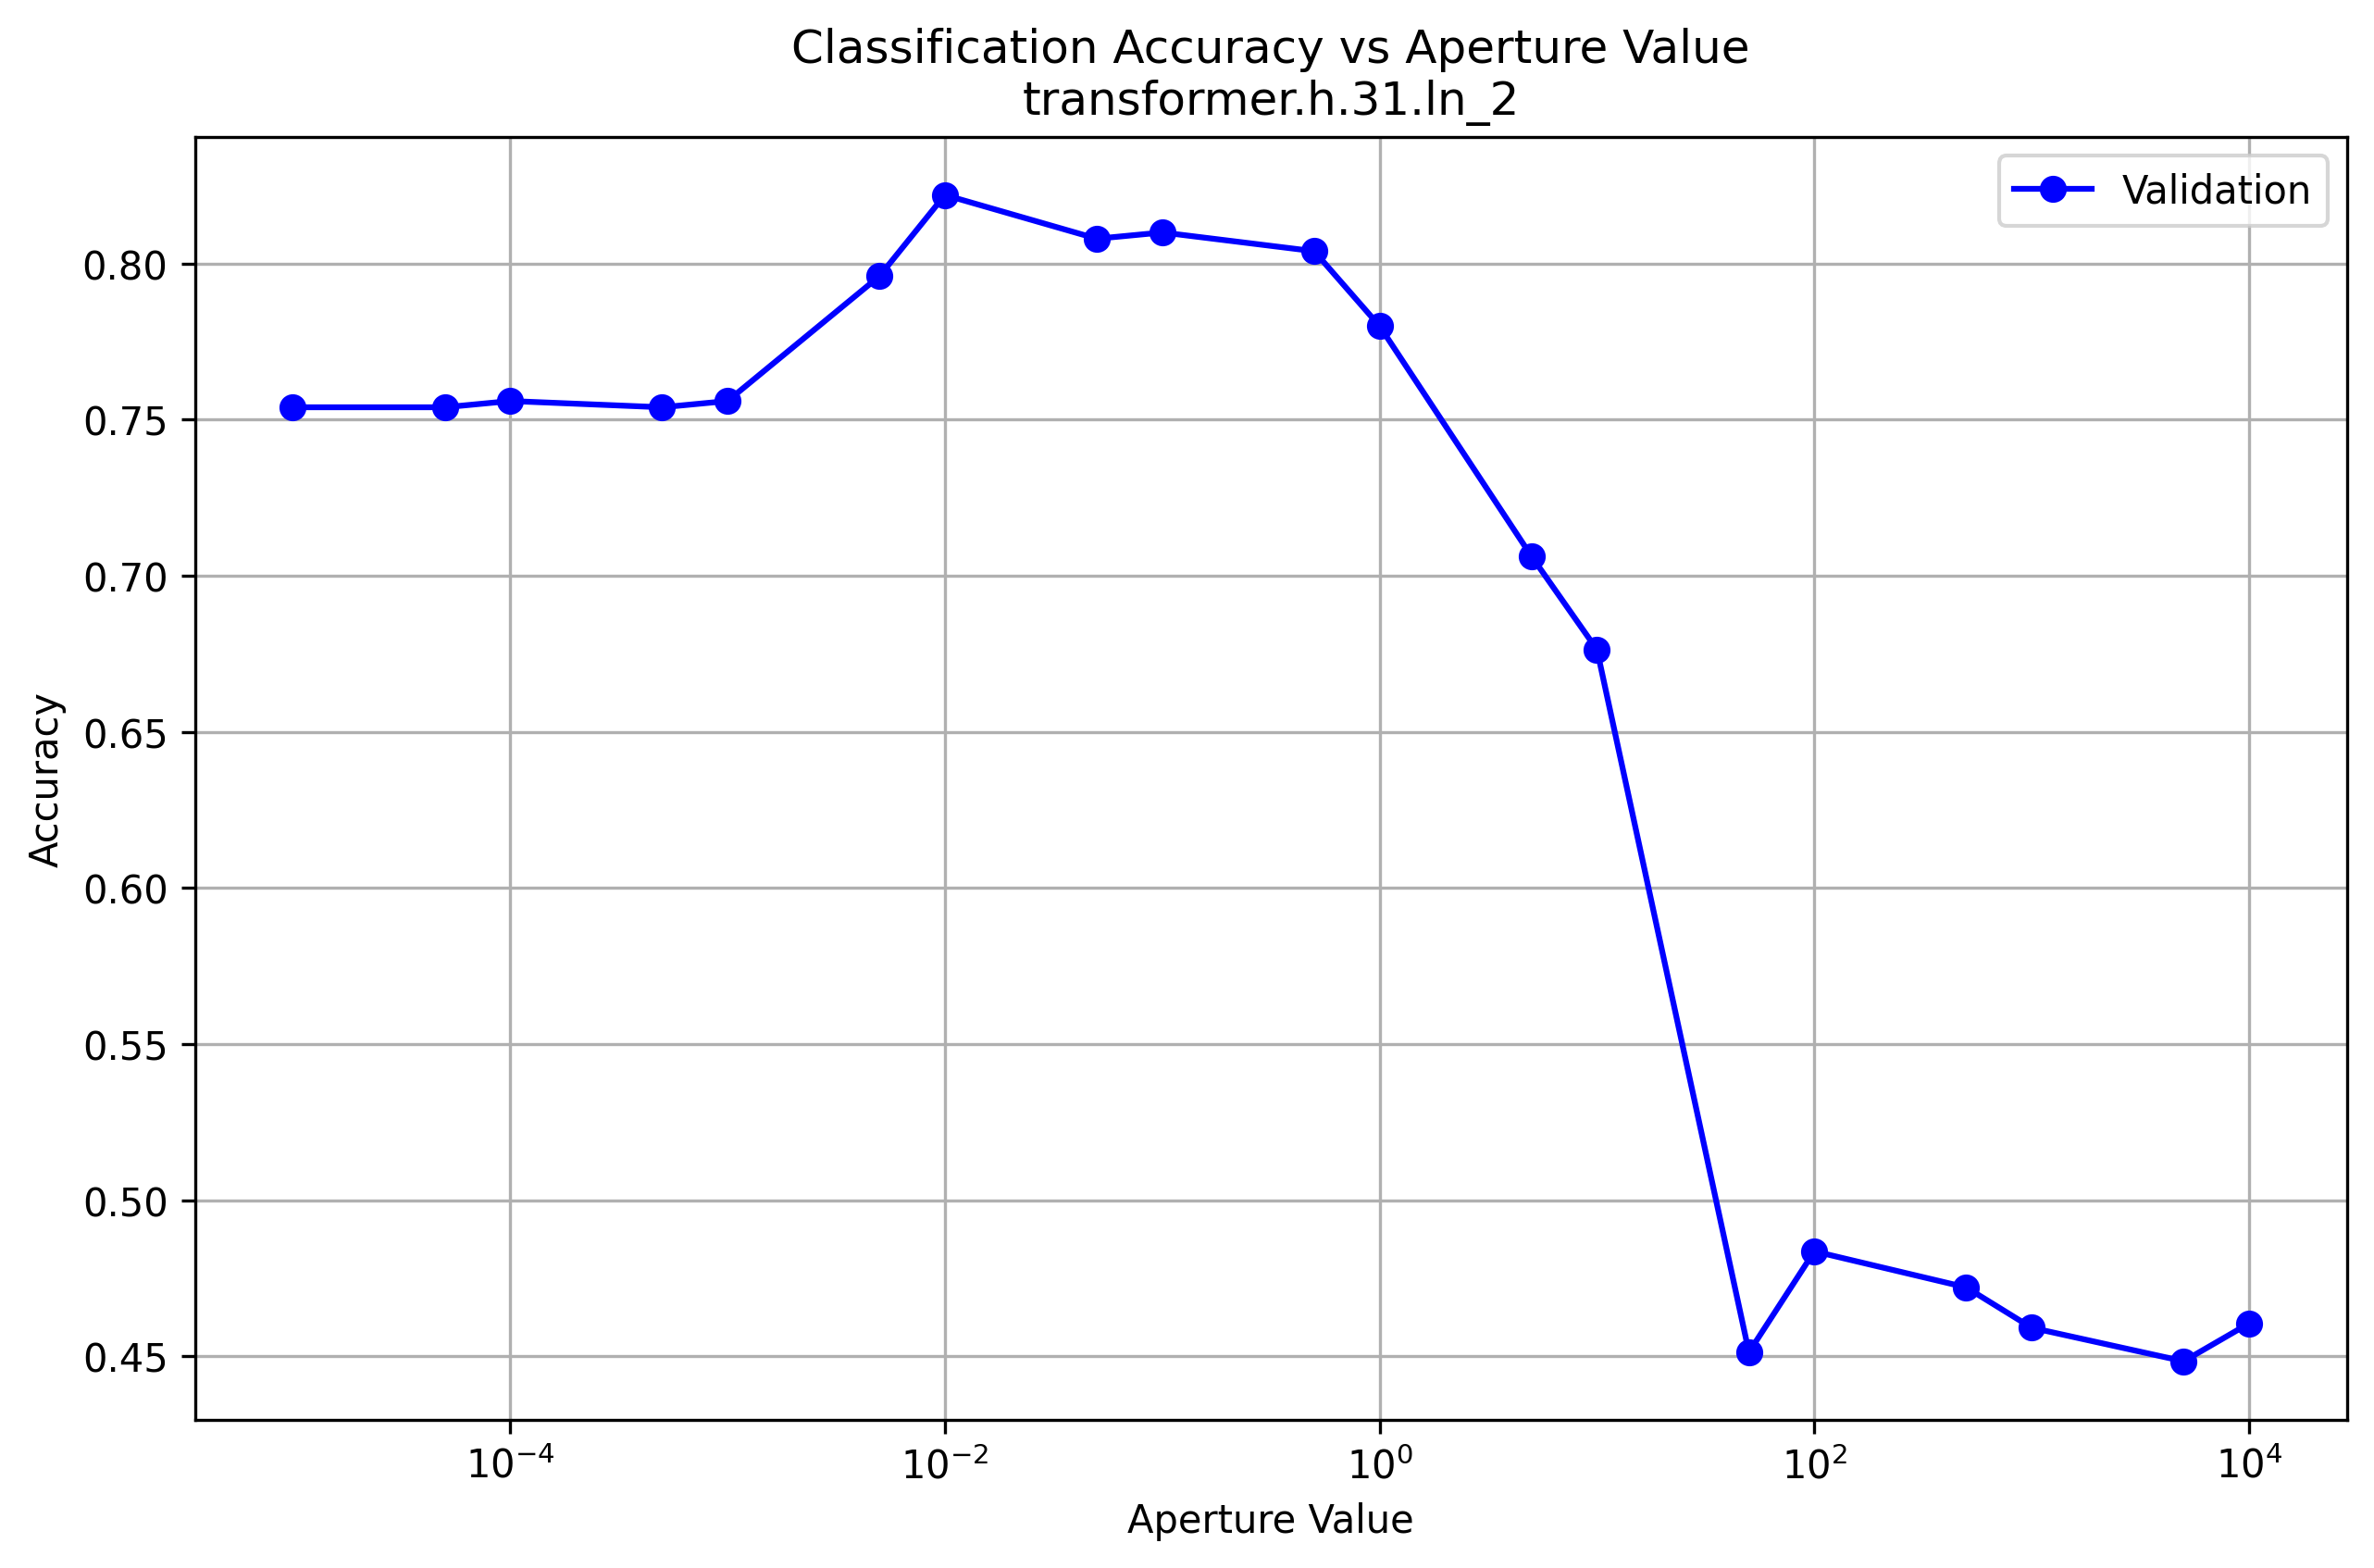 Classification Accuracy vs Aperture Value
transformer.h.31.ln_2
Validation
0.80
0.75
0.70
0.65
0.60
0.55
0.50
0.45
Accuracy
10⁻⁴ 10⁻² 10⁰ 10² 10⁴
Aperture Value